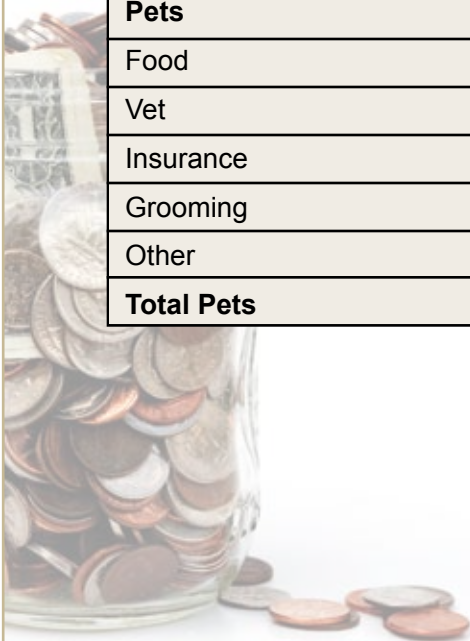 Pets
Food
Vet
Insurance
Grooming
Other
Total Pets